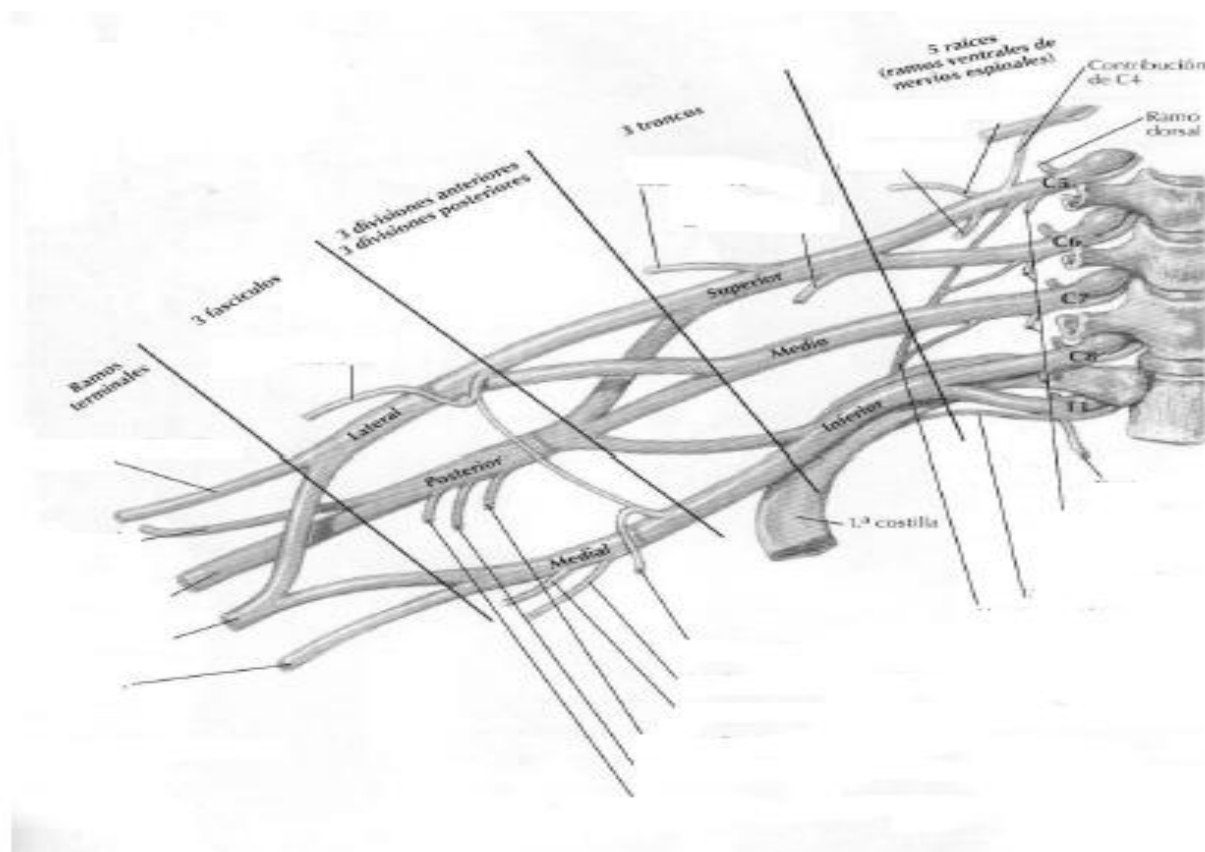 5 raíces
(ramos ventrales de
nervios espinales)
Contribución
de C4
Ramo
dorsal
3 troncos
3 divisiones anteriores
3 divisiones posteriores
3 fascículos
Ramos
terminales
C5
C6
C7
C8
T1
Superior
Medio
Inferior
Lateral
Posterior
Medial
1.ª costilla